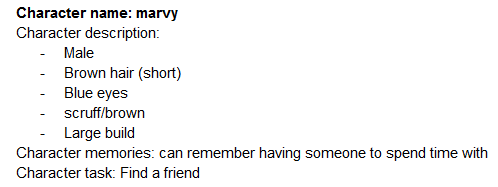 Character name: marvy
Character description:
- Male
- Brown hair (short)
- Blue eyes
- scruff/brown
- Large build
Character memories: can remember having someone to spend time with
Character task: Find a friend